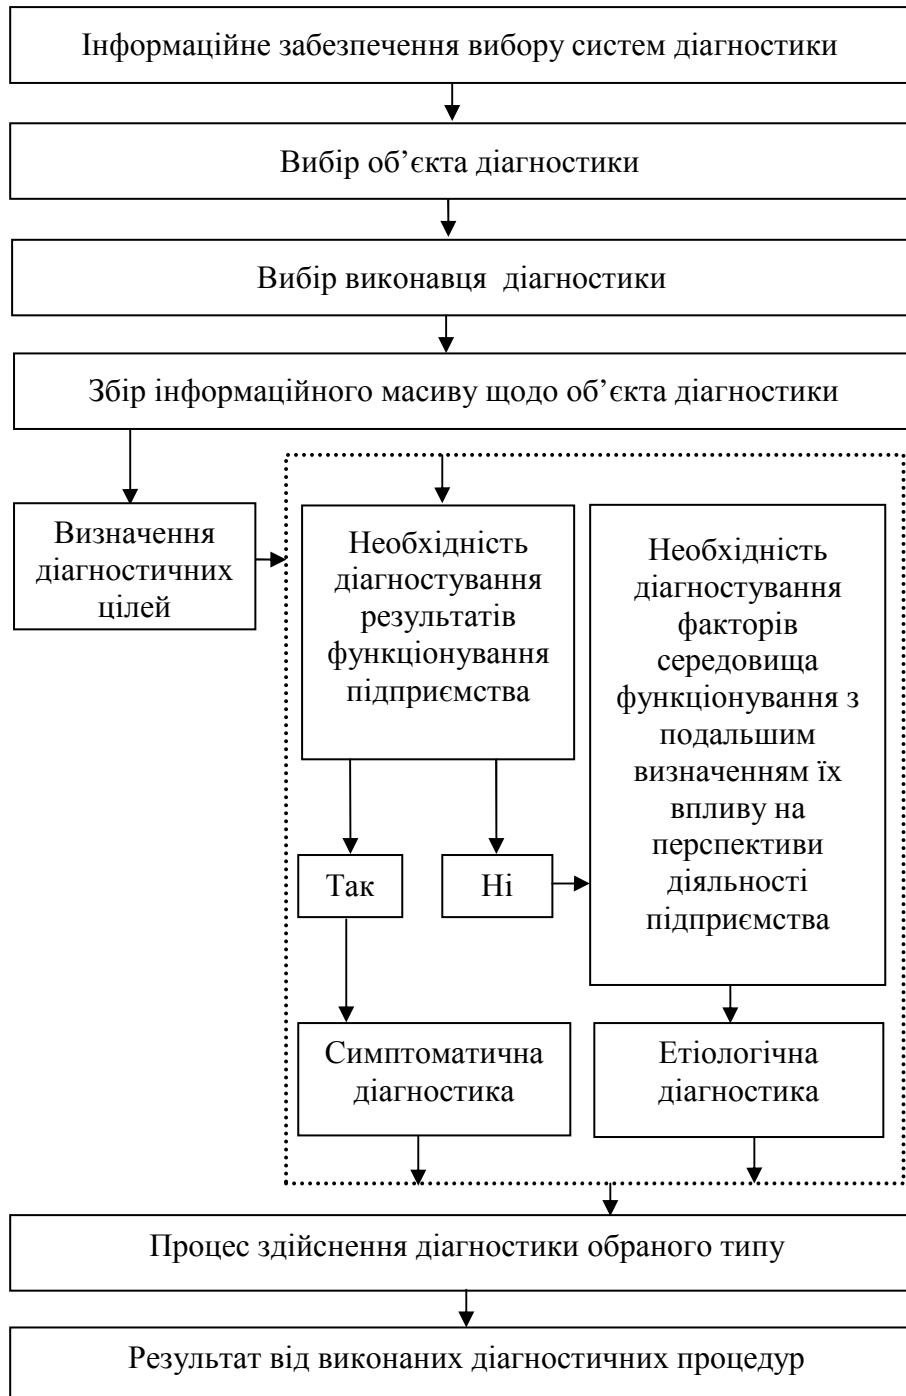 Інформаційне забезпечення вибору систем діагностики
Вибір об’єкта діагностики
Вибір виконавця діагностики
Збір інформаційного масиву щодо об’єкта діагностики
Визначення
діагностичних
цілей
Необхідність
діагностування
результатів
функціонування
підприємства
Необхідність
діагностування
факторів
середовища
функціонування з
подальшим
визначенням їх
впливу на
перспективи
діяльності
підприємства
Так
Ні
Симптоматична
діагностика
Етіологічна
діагностика
Процес здійснення діагностики обраного типу
Результат від виконаних діагностичних процедур